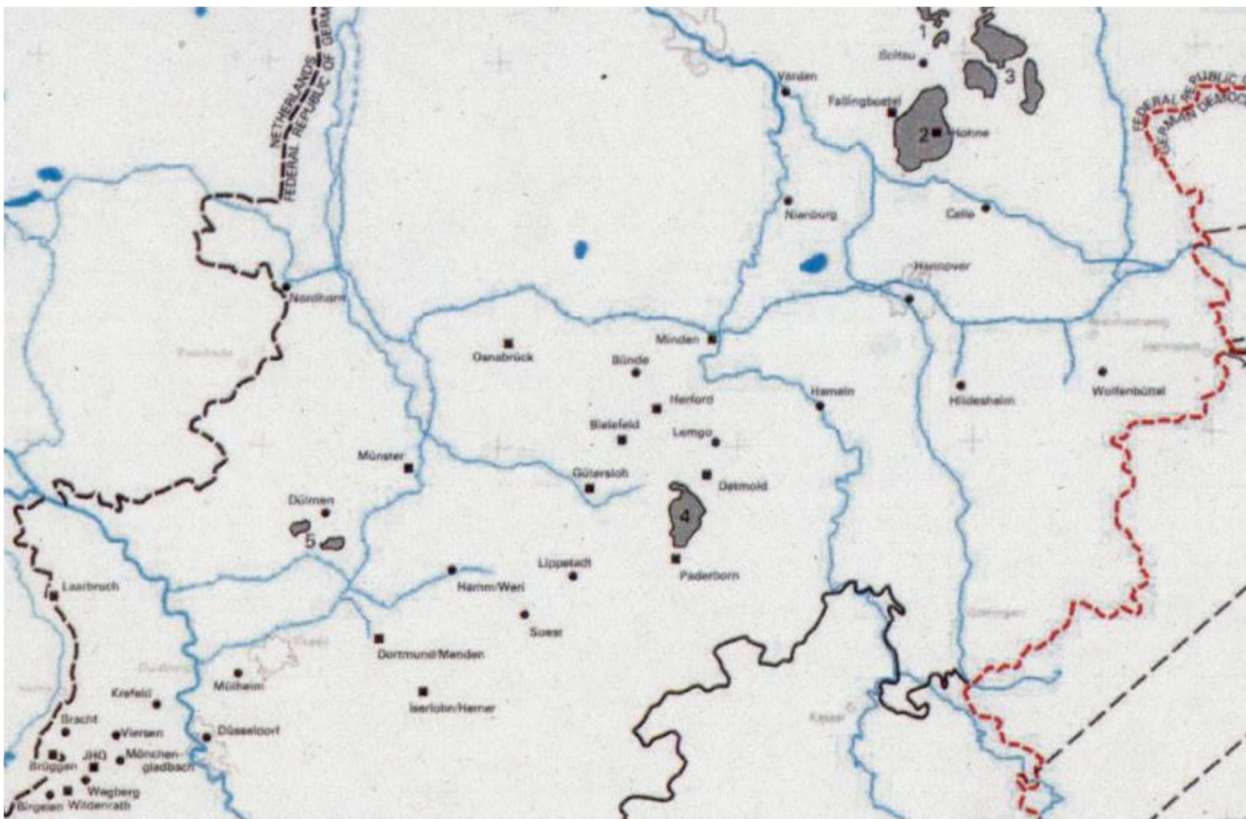 NETHERLANDS
FEDERAL REPUBLIC OF GERM
1
Soltau
3
FEDERAL REPUBLIC
GERMAN DEMOC
Verden
Fallingbostel
2
Hohne
Nienburg
Celle
Hannover
Nordhorn
Osnabrück
Minden
Bünde
Hameln
Hildesheim
Wolfenbüttel
Herford
Bielefeld
Lemgo
Münster
Gütersloh
Detmold
4
Dülmen
5
Paderborn
Lippstadt
Laarbruch
Hamm/Werl
Soest
Dortmund/Menden
Mülheim
Iserlohn/Hemer
Krefeld
Kassel
Bracht
Viersen
Düsseldorf
JHQ
Mönchen-
gladbach
Brüggen
Wegberg
Birgelen
Wildenrath